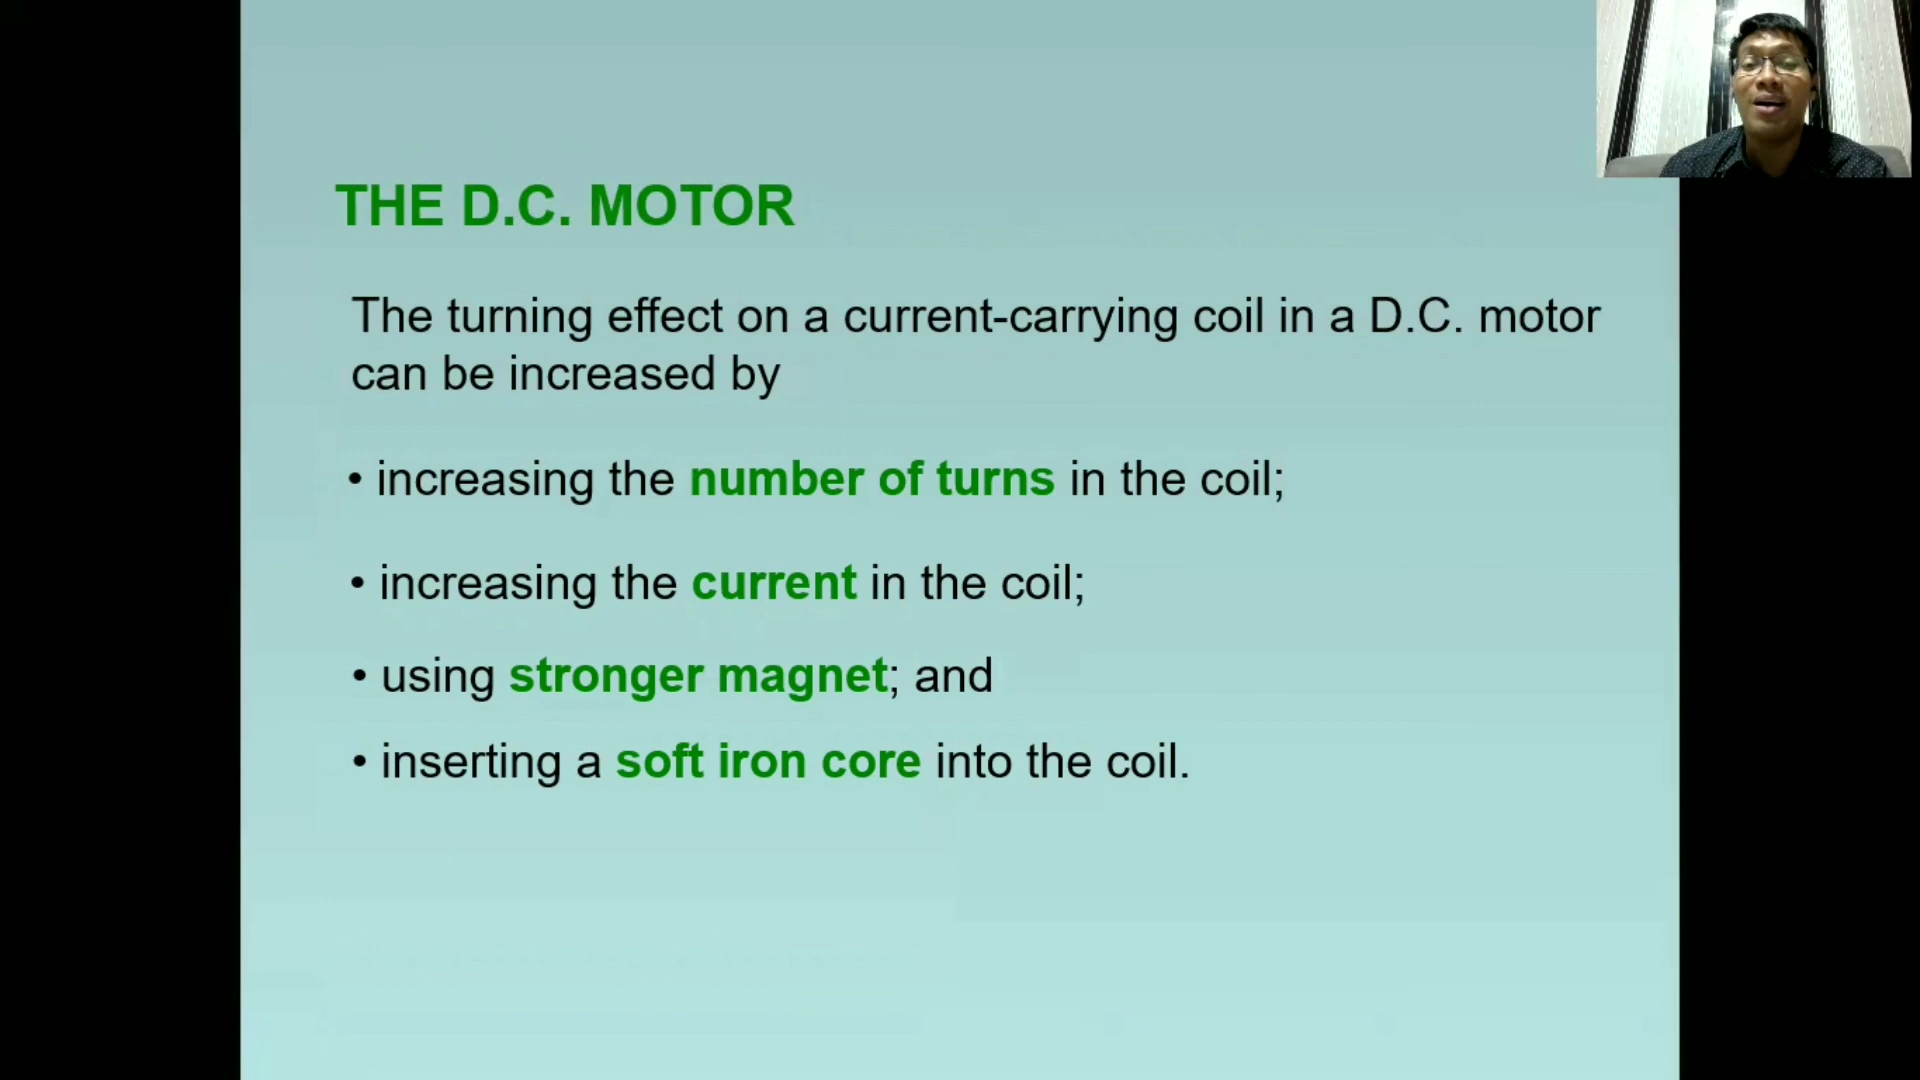 THE D.C. MOTOR
The turning effect on a current-carrying coil in a D.C. motor
can be increased by
• increasing the number of turns in the coil;
• increasing the current in the coil;
• using stronger magnet; and
• inserting a soft iron core into the coil.